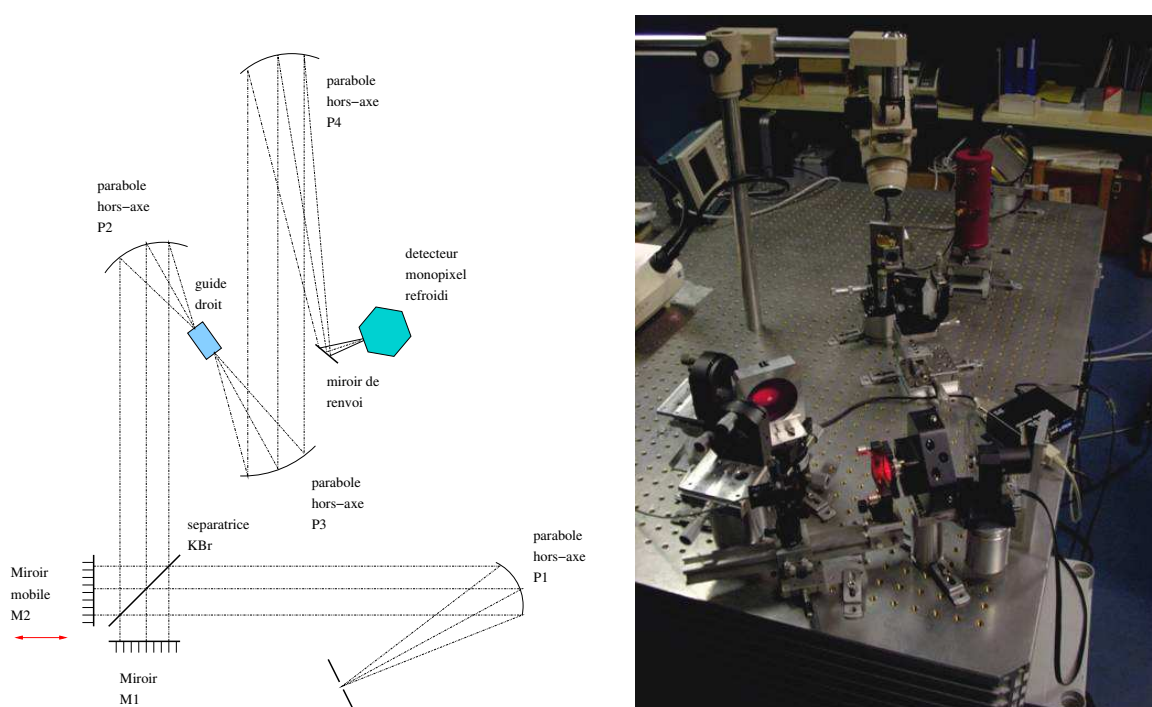 parabole
hors−axe
P4
parabole
hors−axe
P2
guide
droit
detecteur
monopixel
refroidi
miroir de
renvoi
parabole
hors−axe
P3
separatrice
KBr
parabole
hors−axe
P1
Miroir
mobile
M2
Miroir
M1